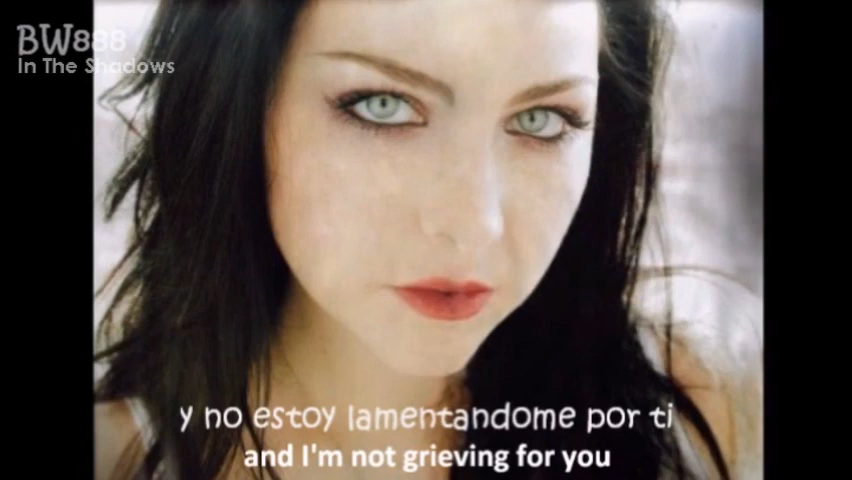 BW888
In The Shadows
y no estoy lamentandome por ti
and I'm not grieving for you